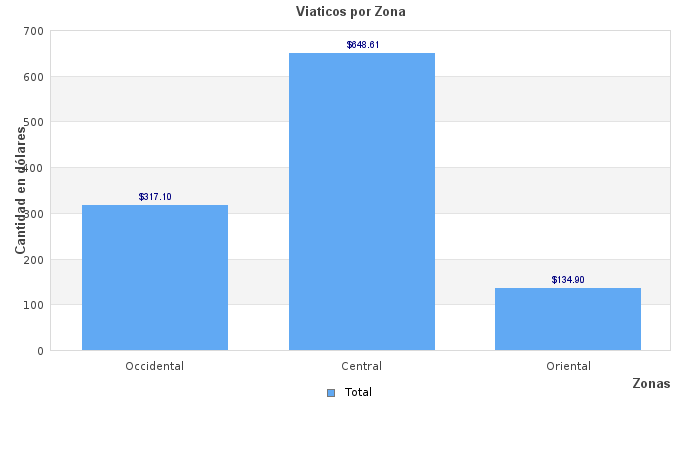 Viaticos por Zona
Cantidad en dólares
700
600
500
400
300
200
100
0
$317.10
$648.61
$134.90
Occidental
Central
Oriental
Zonas
Total